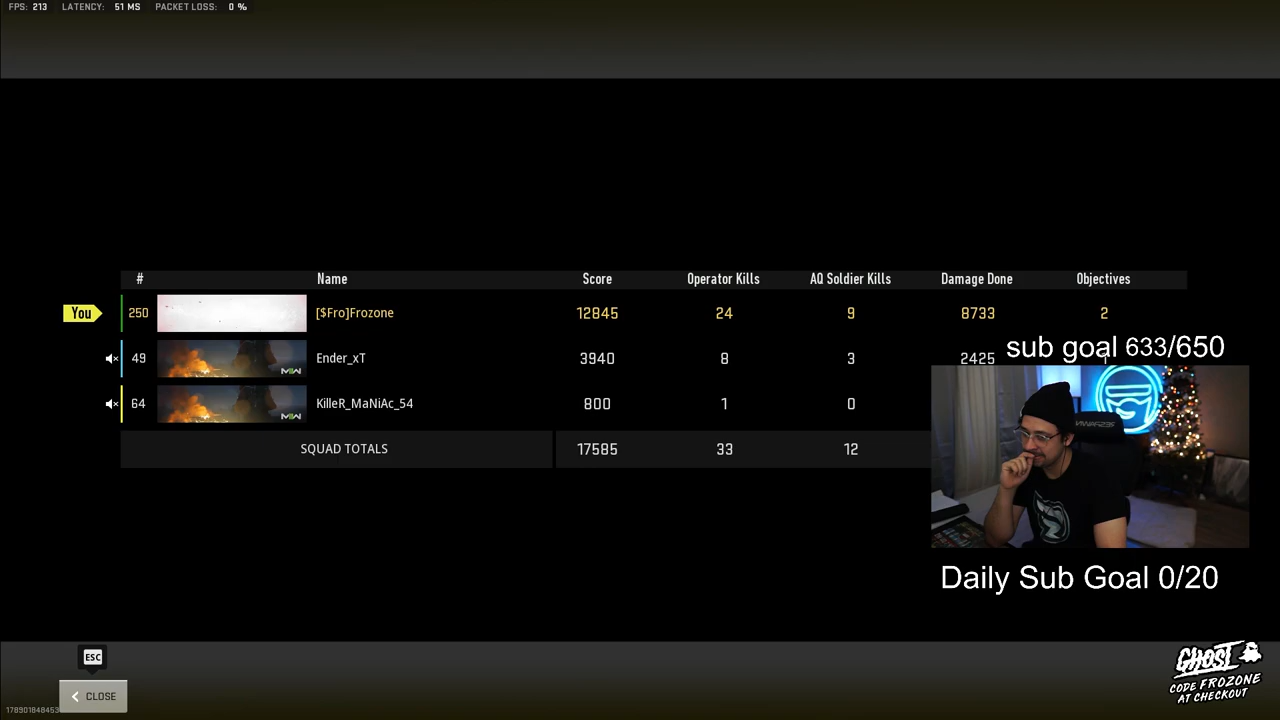 FPS: 213 LATENCY: 51 MS PACKET LOSS: 0 %
# Name Score Operator Kills AQ Soldier Kills Damage Done Objectives
You 250 [$Fro]Frozone 12845 24 9 8733 2
49 Ender_xT 3940 8 3 2425
sub goal 633/650
64 KilleR_MaNiAc_54 800 1 0
SQUAD TOTALS 17585 33 12
Daily Sub Goal 0/20
ESC
CLOSE
GHOST
CODE FROZONE
AT CHECKOUT